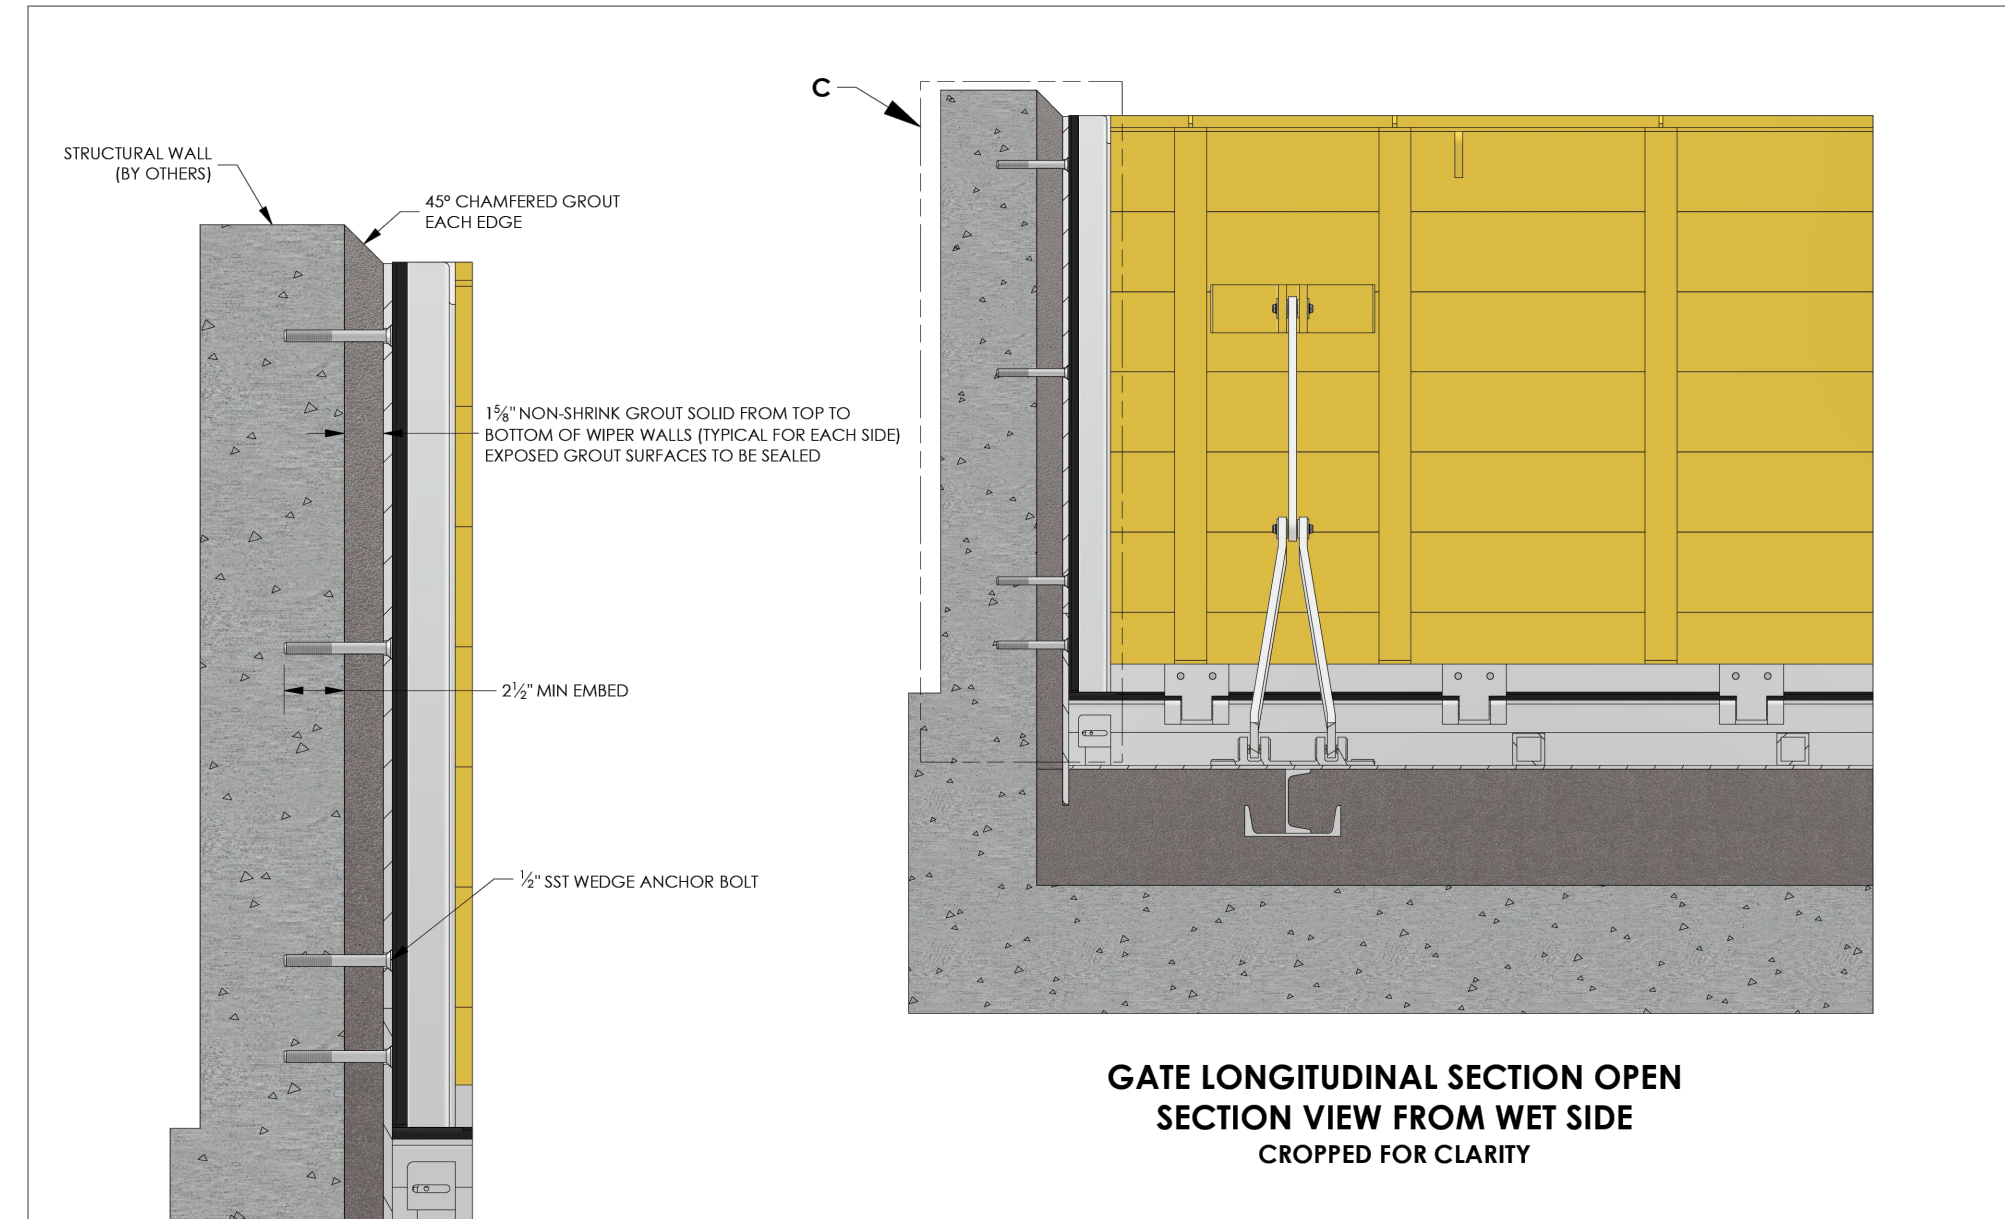 C
STRUCTURAL WALL
(BY OTHERS)
45° CHAMFERED GROUT
EACH EDGE
1⅝" NON-SHRINK GROUT SOLID FROM TOP TO
BOTTOM OF WIPER WALLS (TYPICAL FOR EACH SIDE)
EXPOSED GROUT SURFACES TO BE SEALED
2½" MIN EMBED
½" SST WEDGE ANCHOR BOLT
GATE LONGITUDINAL SECTION OPEN
SECTION VIEW FROM WET SIDE
CROPPED FOR CLARITY